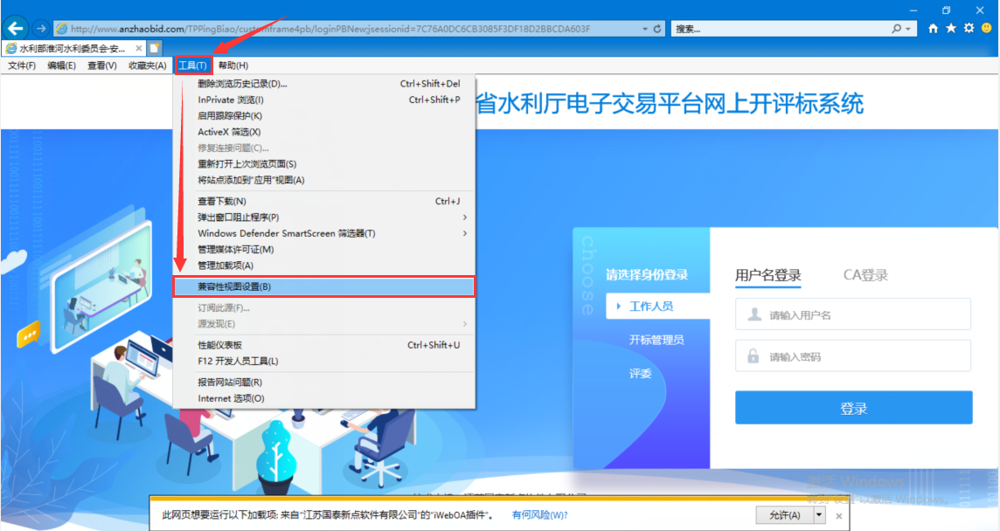 http://www.anzhaobid.com/TPPingBiao/customframe4pb/loginPBNew;jsessionid=7C76A0DC6CB3085F3DF18D2BBCDA603F
搜索...
水利部淮河水利委员会-安...
文件(F) 编辑(E) 查看(V) 收藏夹(A) 工具(T) 帮助(H)
删除浏览历史记录(D)... Ctrl+Shift+Del
InPrivate 浏览(I) Ctrl+Shift+P
启用跟踪保护(K)
ActiveX 筛选(X)
修复连接问题(C)...
重新打开上次浏览页面(S)
将站点添加到"应用"视图(A)
查看下载(N) Ctrl+J
弹出窗口阻止程序(P)
Windows Defender SmartScreen 筛选器(T)
管理媒体许可证(M)
管理加载项(A)
兼容性视图设置(B)
订阅此源(F)...
源发现(E)
性能仪表板 Ctrl+Shift+U
F12 开发人员工具(L)
报告网站问题(R)
Internet 选项(O)
省水利厅电子交易平台网上开评标系统
choose
请选择身份登录
工作人员
开标管理员
评委
用户名登录 CA登录
请输入用户名
请输入密码
登录
激活 Windows
转到"设置"以激活 Windows。
此网页想要运行以下加载项: 来自"江苏国泰新点软件有限公司"的"iWebOA插件"。 有何风险(W)? 允许(A)